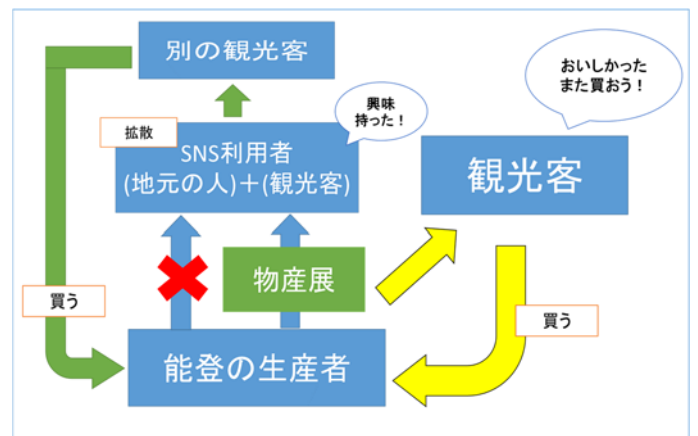 別の観光客
おいしかった
また買おう！
興味
持った！
拡散
SNS利用者
(地元の人)＋(観光客)
観光客
物産展
買う
買う
能登の生産者